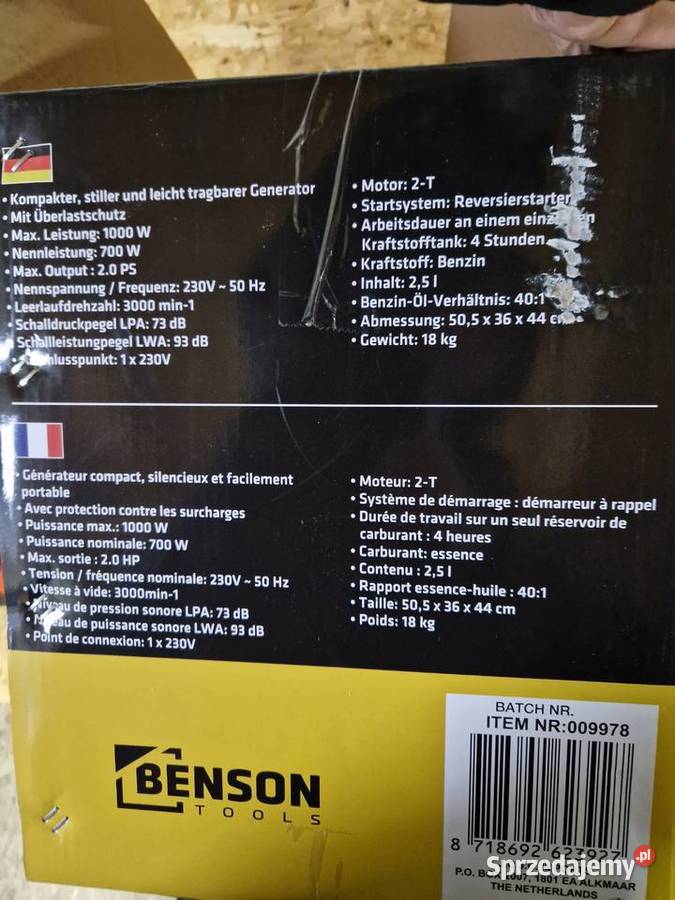 • Kompakter, stiller und leicht tragbarer Generator
• Mit Überlastschutz
• Max. Leistung: 1000 W
• Nennleistung: 700 W
• Max. Output : 2.0 PS
• Nennspannung / Frequenz: 230V ~ 50 Hz
• Leerlaufdrehzahl: 3000 min-1
• Schalldruckpegel LPA: 73 dB
• Schallleistungpegel LWA: 93 dB
1 x 230V
• Motor: 2-T
• Startsystem: Reversierstarter
• Arbeitsdauer an einem
Kraftstofftank: 4 Stunden
• Kraftstoff: Benzin
• Inhalt: 2,5 l
• Benzin-Öl-Verhältnis: 40:1
• Abmessung: 50,5 x 36 x 44
• Gewicht: 18 kg
• Générateur compact, silencieux et facilement
portable
• Avec protection contre les surcharges
• Puissance max.: 1000 W
• Puissance nominale: 700 W
• Max. sortie : 2.0 HP
• Tension / fréquence nominale: 230V ~ 50 Hz
• Vitesse à vide: 3000min-1
• Niveau de pression sonore LPA: 73 dB
• Niveau de puissance sonore LWA: 93 dB
• Point de connexion: 1 x 230V
• Moteur: 2-T
• Système de démarrage : démarreur à rappel
• Durée de travail sur un seul réservoir de
carburant : 4 heures
• Carburant: essence
• Contenu : 2,5 l
• Rapport essence-huile : 40:1
• Taille: 50,5 x 36 x 44 cm
• Poids: 18 kg
BENSON
TOOLS
BATCH NR.
ITEM NR:009978
8 718692 623927
P.O. BOX 2007, 1801 EA ALKMAAR
THE NETHERLANDS
Sprzedajemy.pl